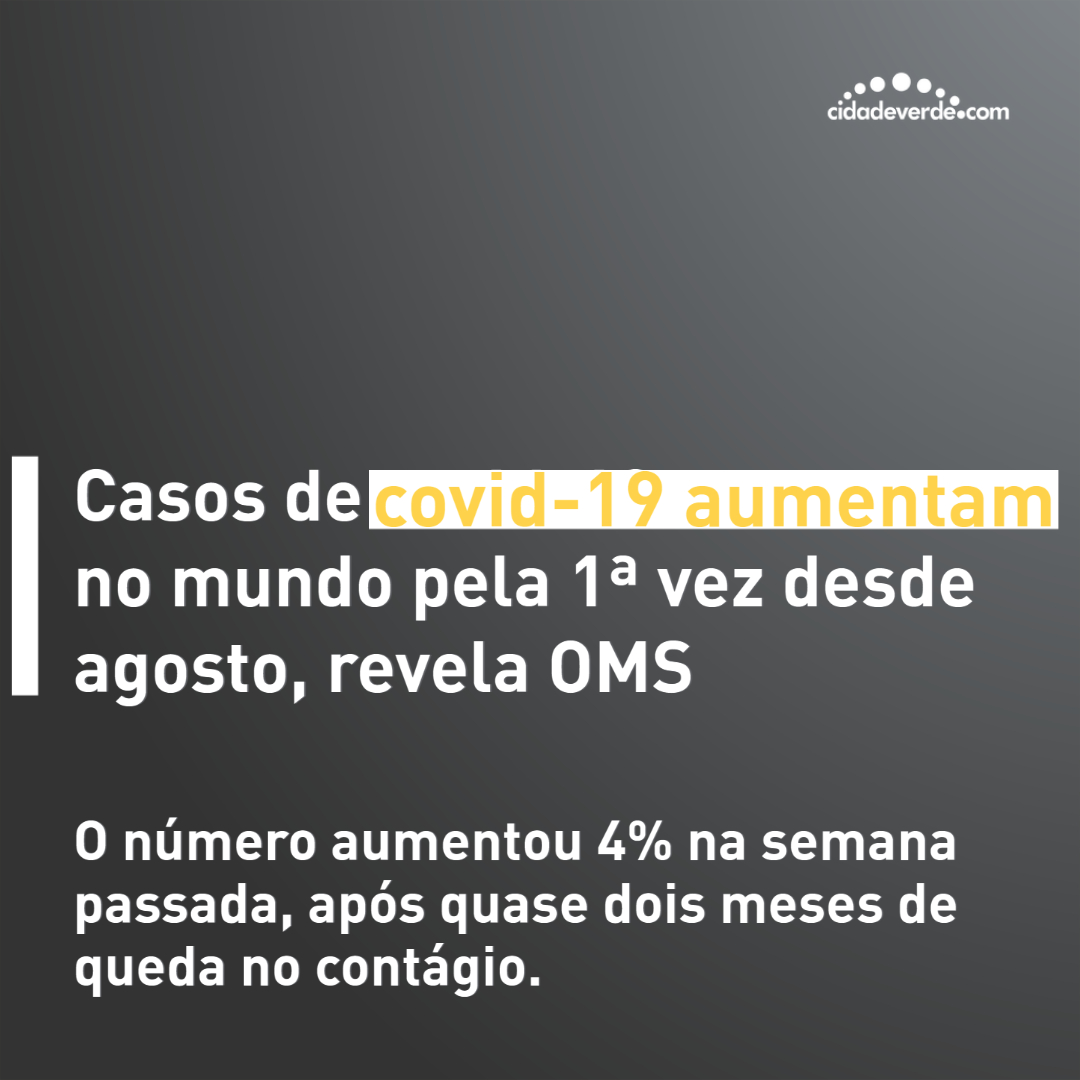 cidadeverde.com
Casos de covid-19 aumentam
no mundo pela 1ª vez desde
agosto, revela OMS
O número aumentou 4% na semana
passada, após quase dois meses de
queda no contágio.